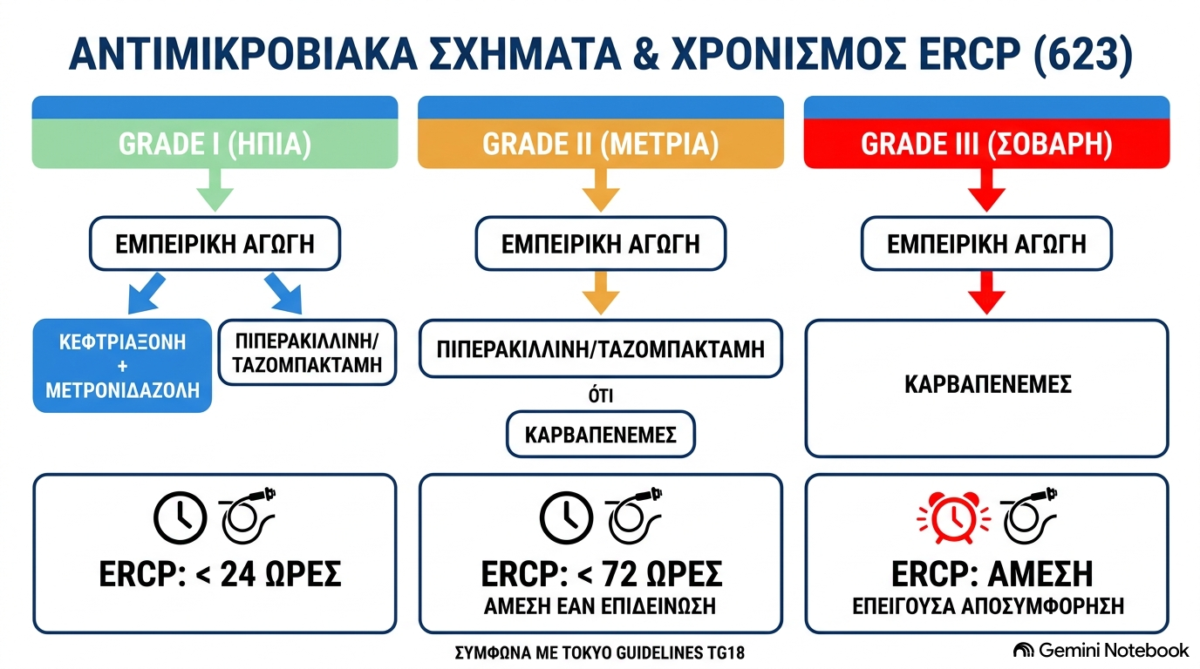 ΑΝΤΙΜΙΚΡΟΒΙΑΚΑ ΣΧΗΜΑΤΑ & ΧΡΟΝΙΣΜΟΣ ERCP (623)
GRADE I (ΗΠΙΑ)
ΕΜΠΕΙΡΙΚΗ ΑΓΩΓΗ
ΚΕΦΤΡΙΑΞΟΝΗ
+
ΜΕΤΡΟΝΙΔΑΖΟΛΗ
ΠΙΠΕΡΑΚΙΛΛΙΝΗ/
ΤΑΖΟΜΠΑΚΤΑΜΗ
ERCP: < 24 ΩΡΕΣ
GRADE II (ΜΕΤΡΙΑ)
ΕΜΠΕΙΡΙΚΗ ΑΓΩΓΗ
ΠΙΠΕΡΑΚΙΛΛΙΝΗ/ΤΑΖΟΜΠΑΚΤΑΜΗ
ΌΤΙ
ΚΑΡΒΑΠΕΝΕΜΕΣ
ERCP: < 72 ΩΡΕΣ
ΑΜΕΣΗ ΕΑΝ ΕΠΙΔΕΙΝΩΣΗ
GRADE III (ΣΟΒΑΡΗ)
ΕΜΠΕΙΡΙΚΗ ΑΓΩΓΗ
ΚΑΡΒΑΠΕΝΕΜΕΣ
ERCP: ΑΜΕΣΗ
ΕΠΕΙΓΟΥΣΑ ΑΠΟΣΥΜΦΟΡΗΣΗ
ΣΥΜΦΩΝΑ ΜΕ TOKYO GUIDELINES TG18
Gemini Notebook